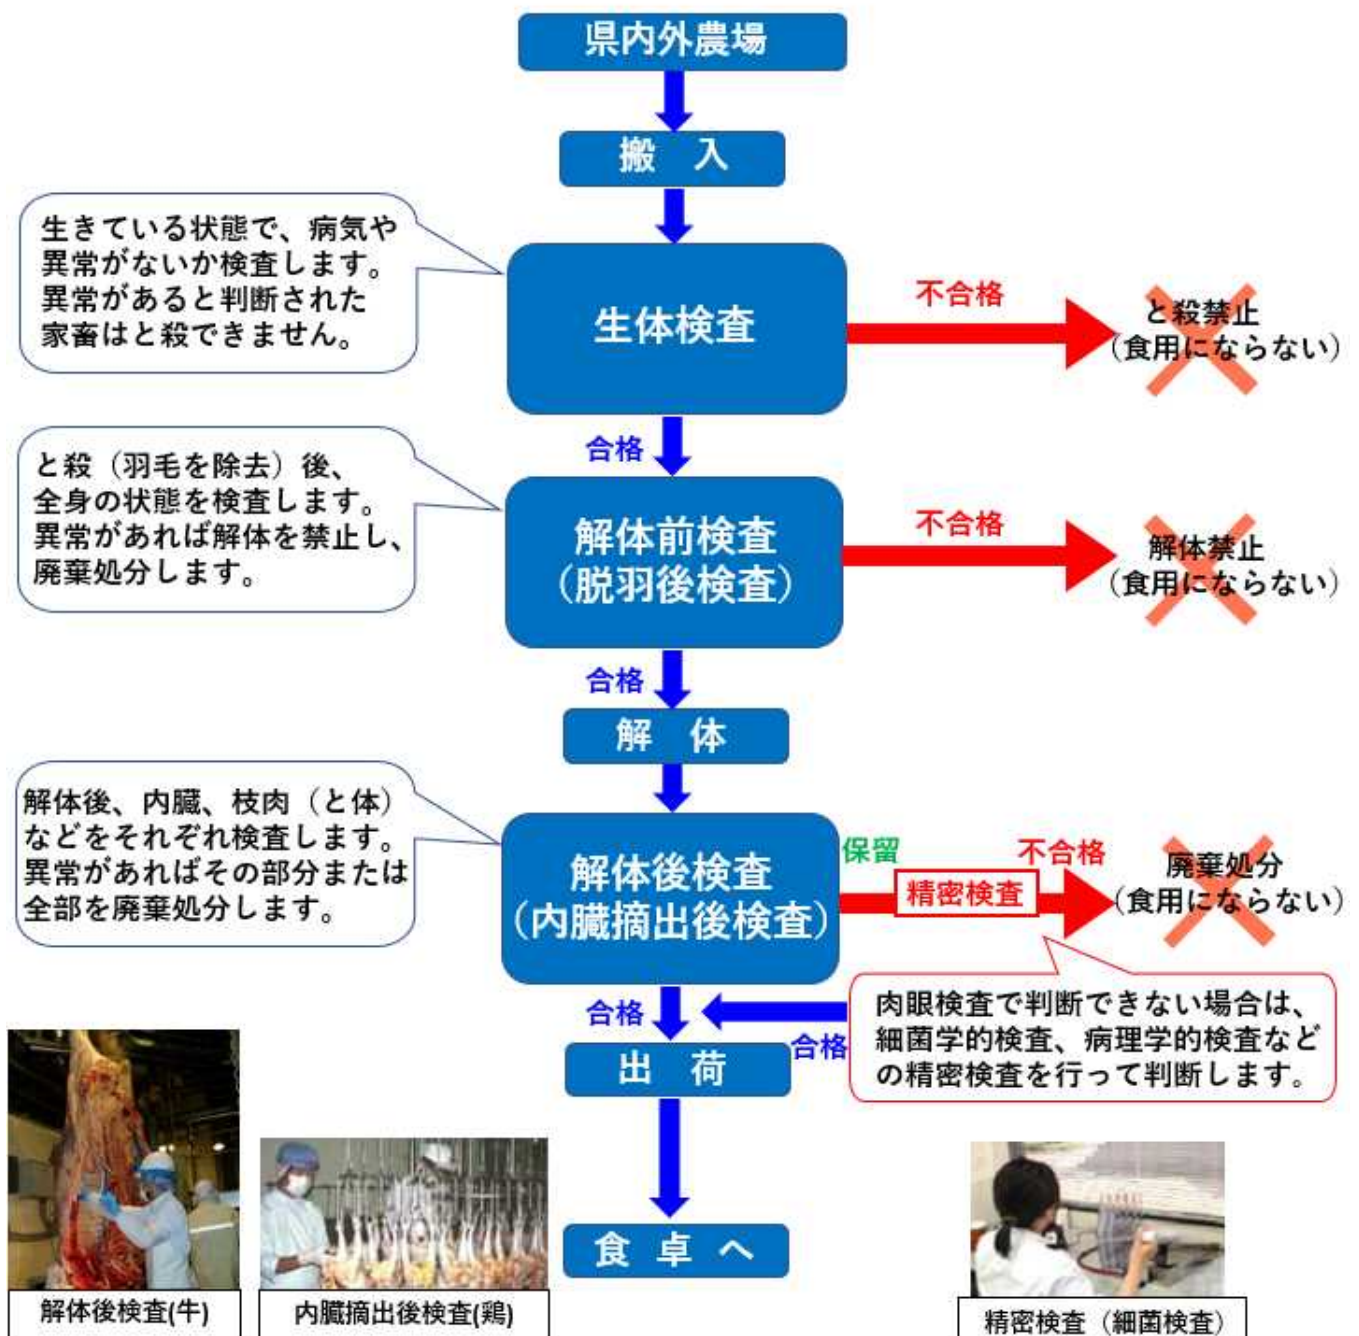 県内外農場
搬 入
生きている状態で、病気や
異常がないか検査します。
異常があると判断された
家畜はと殺できません。
生体検査
不合格
と殺禁止
（食用にならない）
合格
と殺（羽毛を除去）後、
全身の状態を検査します。
異常があれば解体を禁止し、
廃棄処分します。
解体前検査
（脱羽後検査）
不合格
解体禁止
（食用にならない）
合格
解 体
解体後、内臓、枝肉（と体）
などをそれぞれ検査します。
異常があればその部分または
全部を廃棄処分します。
解体後検査
（内臓摘出後検査）
保留
精密検査
不合格
廃棄処分
（食用にならない）
肉眼検査で判断できない場合は、
細菌学的検査、病理学的検査など
の精密検査を行って判断します。
合格
合格
出 荷
食 卓 へ
解体後検査(牛)
内臓摘出後検査(鶏)
精密検査（細菌検査）